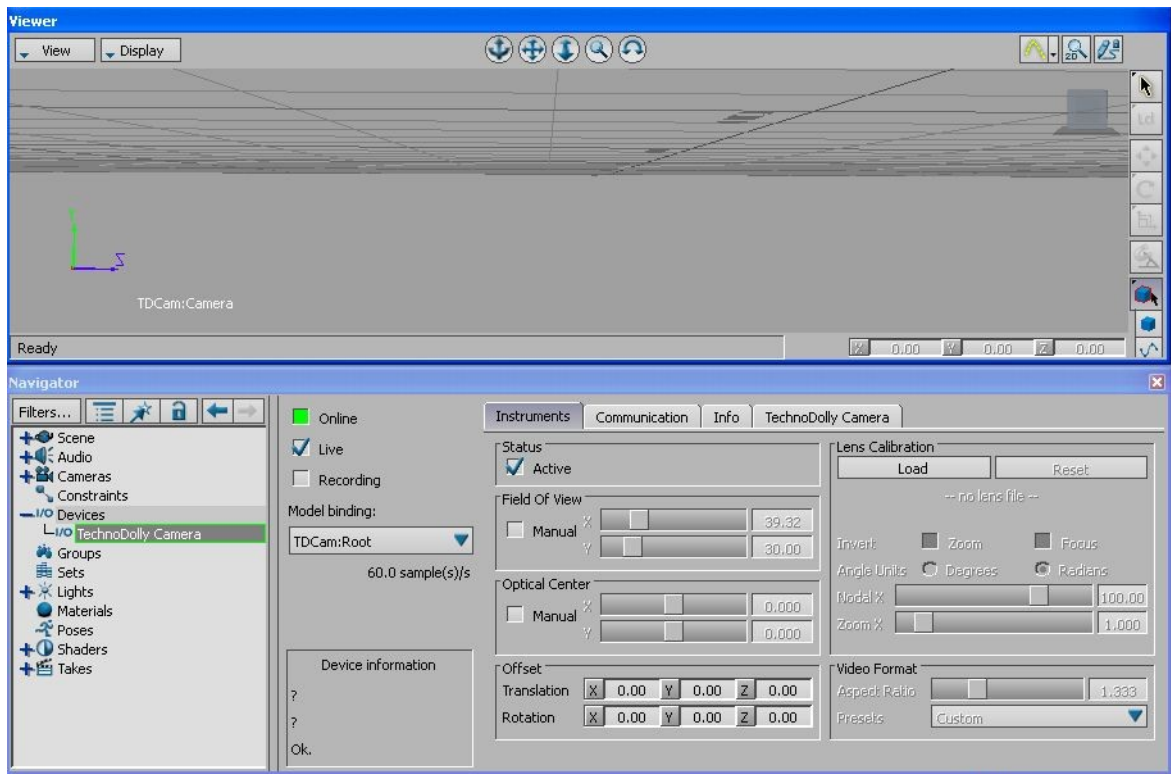 Viewer
View Display 2D
Ld
Y
Z
TDCam:Camera
Ready X 0.00 Y 0.00 Z 0.00
Navigator
Filters...
Scene
Audio
Cameras
Constraints
I/O Devices
I/O TechnoDolly Camera
Groups
Sets
Lights
Materials
Poses
Shaders
Takes
Online
Live
Recording
Model binding:
TDCam:Root
60.0 sample(s)/s
Device information
?
?
Ok.
Instruments Communication Info TechnoDolly Camera
Status
Active
Field Of View
Manual X 39.32
Y 30.00
Optical Center
Manual X 0.000
Y 0.000
Offset
Translation X 0.00 Y 0.00 Z 0.00
Rotation X 0.00 Y 0.00 Z 0.00
Lens Calibration
Load Reset
-- no lens file --
Invert: Zoom Focus
Angle Units Degrees Radians
Nodal X 100.00
Zoom X 1.000
Video Format
Aspect Ratio 1.333
Presets Custom